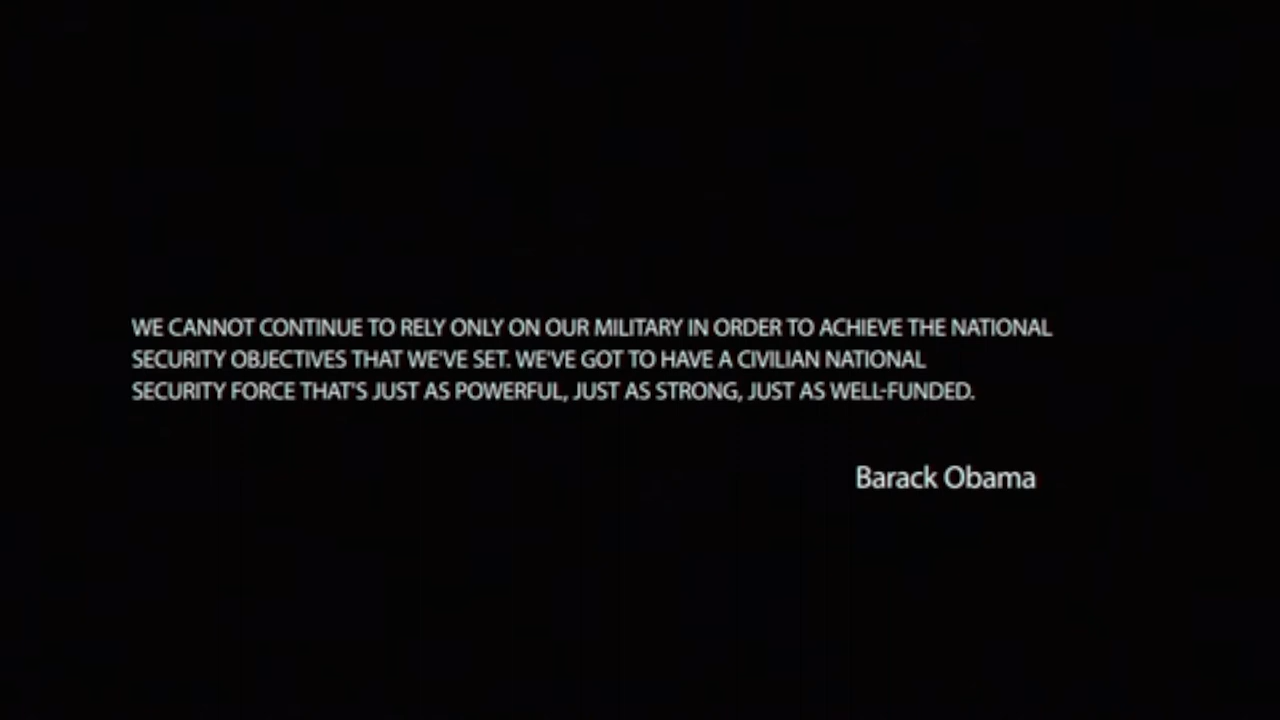 WE CANNOT CONTINUE TO RELY ONLY ON OUR MILITARY IN ORDER TO ACHIEVE THE NATIONAL
SECURITY OBJECTIVES THAT WE'VE SET. WE'VE GOT TO HAVE A CIVILIAN NATIONAL
SECURITY FORCE THAT'S JUST AS POWERFUL, JUST AS STRONG, JUST AS WELL-FUNDED.
Barack Obama